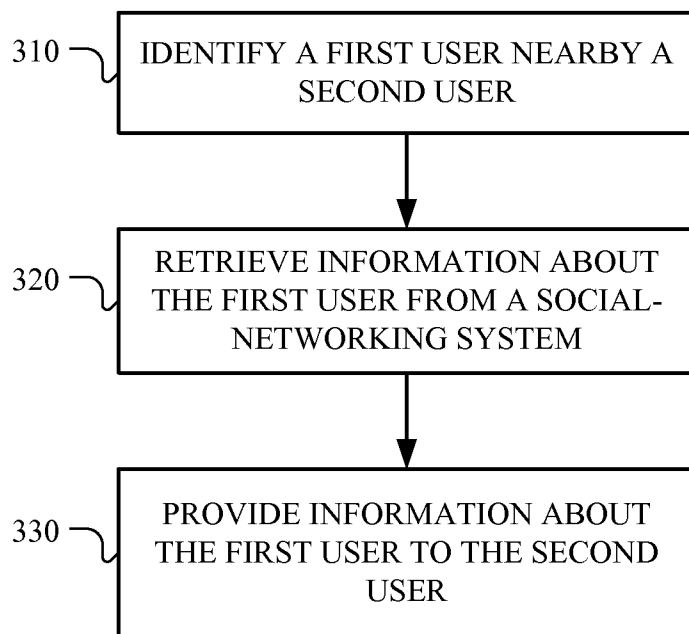 310
IDENTIFY A FIRST USER NEARBY A
SECOND USER
320
RETRIEVE INFORMATION ABOUT
THE FIRST USER FROM A SOCIAL-
NETWORKING SYSTEM
330
PROVIDE INFORMATION ABOUT
THE FIRST USER TO THE SECOND
USER